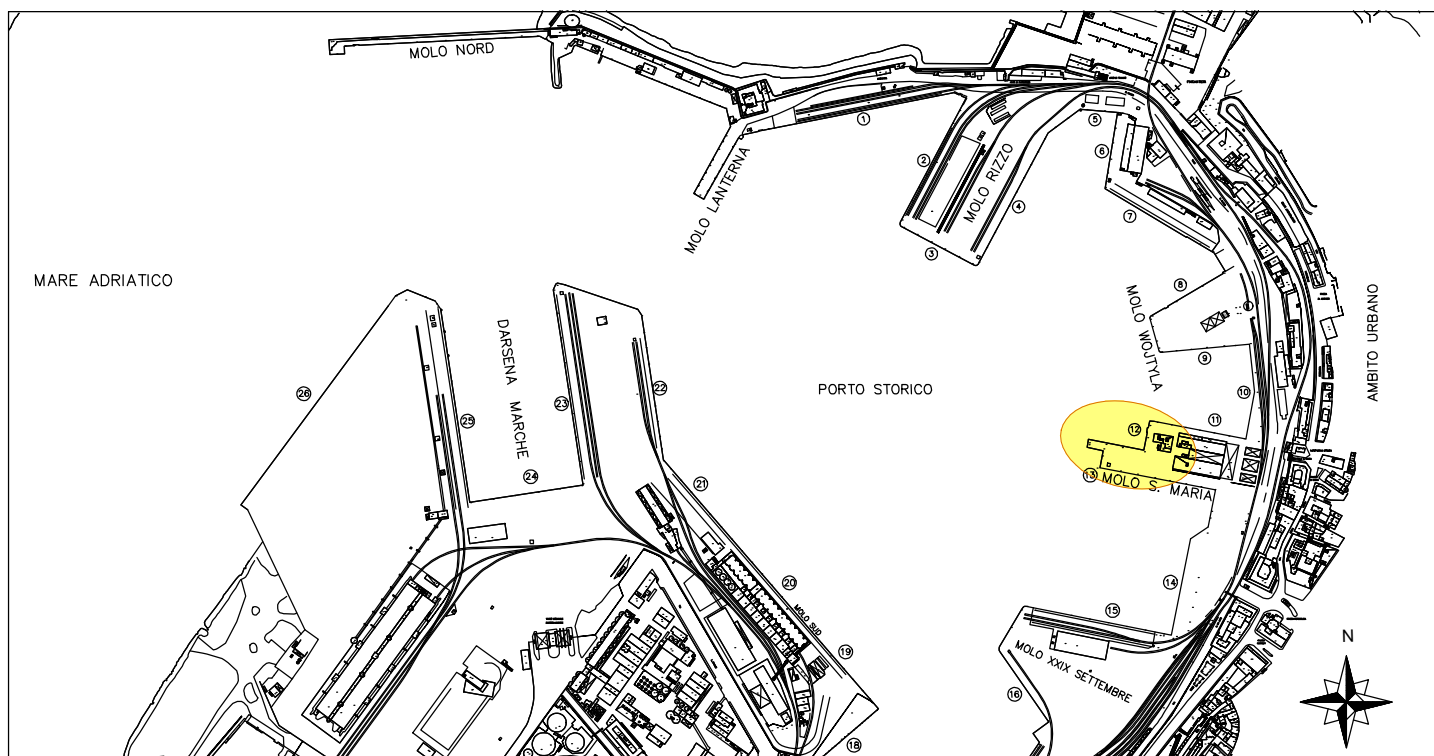 MOLO NORD
1
5
2
6
MOLO RIZZO
4
7
MOLO LANTERNA
3
MARE ADRIATICO
8
MOLO WOJTYLA
DARSENA MARCHE
AMBITO URBANO
9
PORTO STORICO
26
25
23
22
10
11
12
24
13
MOLO S. MARIA
21
20
14
15
MOLO SUD
N
19
MOLO XXIX SETTEMBRE
16
18